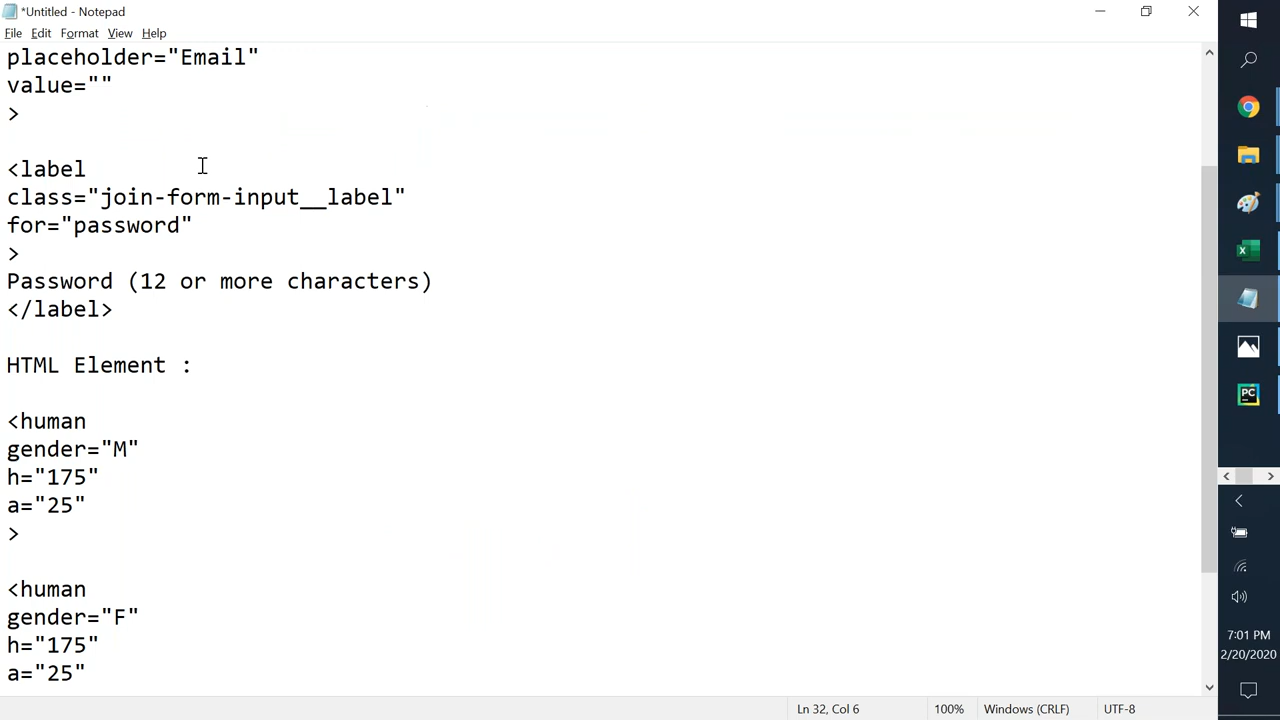 *Untitled - Notepad
File Edit Format View Help
placeholder="Email"
value=""
>
<label
class="join-form-input__label"
for="password"
>
Password (12 or more characters)
</label>
HTML Element :
<human
gender="M"
h="175"
a="25"
>
<human
gender="F"
h="175"
a="25"
Ln 32, Col 6 100% Windows (CRLF) UTF-8
PC
7:01 PM
2/20/2020